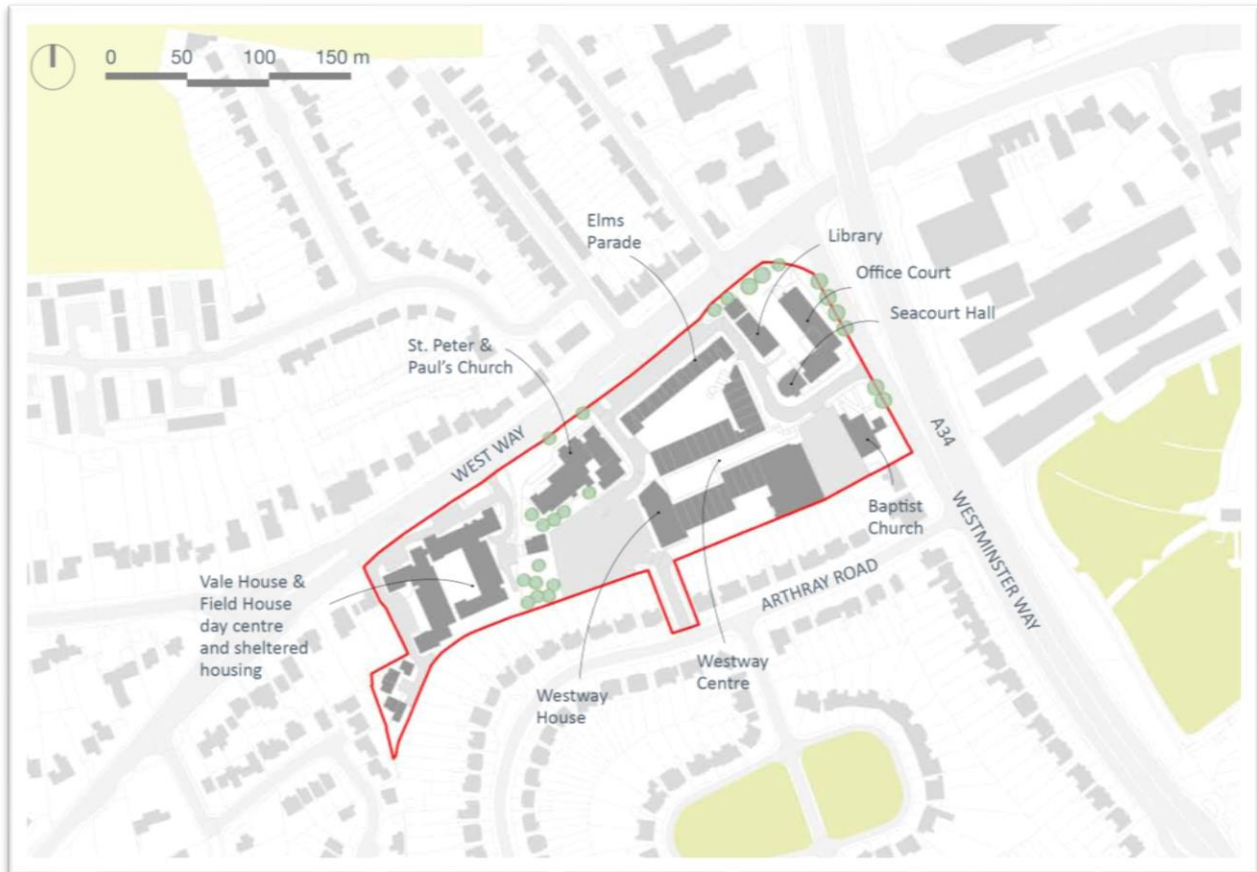 0 50 100 150 m
Elms
Parade
Library
Office Court
Seacourt Hall
St. Peter &
Paul's Church
WEST WAY
A34
WESTMINSTER WAY
Baptist
Church
Vale House &
Field House
day centre
and sheltered
housing
ARTHRAY ROAD
Westway
Centre
Westway
House